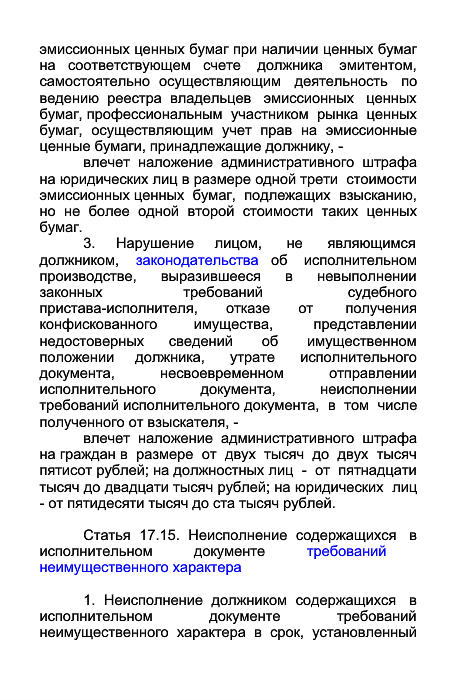 эмиссионных ценных бумаг при наличии ценных бумаг
на соответствующем счете должника эмитентом,
самостоятельно осуществляющим деятельность по
ведению реестра владельцев эмиссионных ценных
бумаг, профессиональным участником рынка ценных
бумаг, осуществляющим учет прав на эмиссионные
ценные бумаги, принадлежащие должнику, -
влечет наложение административного штрафа
на юридических лиц в размере одной трети стоимости
эмиссионных ценных бумаг, подлежащих взысканию,
но не более одной второй стоимости таких ценных
бумаг.
3. Нарушение лицом, не являющимся
должником, законодательства об исполнительном
производстве, выразившееся в невыполнении
законных требований судебного
пристава-исполнителя, отказе от получения
конфискованного имущества, представлении
недостоверных сведений об имущественном
положении должника, утрате исполнительного
документа, несвоевременном отправлении
исполнительного документа, неисполнении
требований исполнительного документа, в том числе
полученного от взыскателя, -
влечет наложение административного штрафа
на граждан в размере от двух тысяч до двух тысяч
пятисот рублей; на должностных лиц - от пятнадцати
тысяч до двадцати тысяч рублей; на юридических лиц
- от пятидесяти тысяч до ста тысяч рублей.
Статья 17.15. Неисполнение содержащихся в
исполнительном документе требований
неимущественного характера
1. Неисполнение должником содержащихся в
исполнительном документе требований
неимущественного характера в срок, установленный